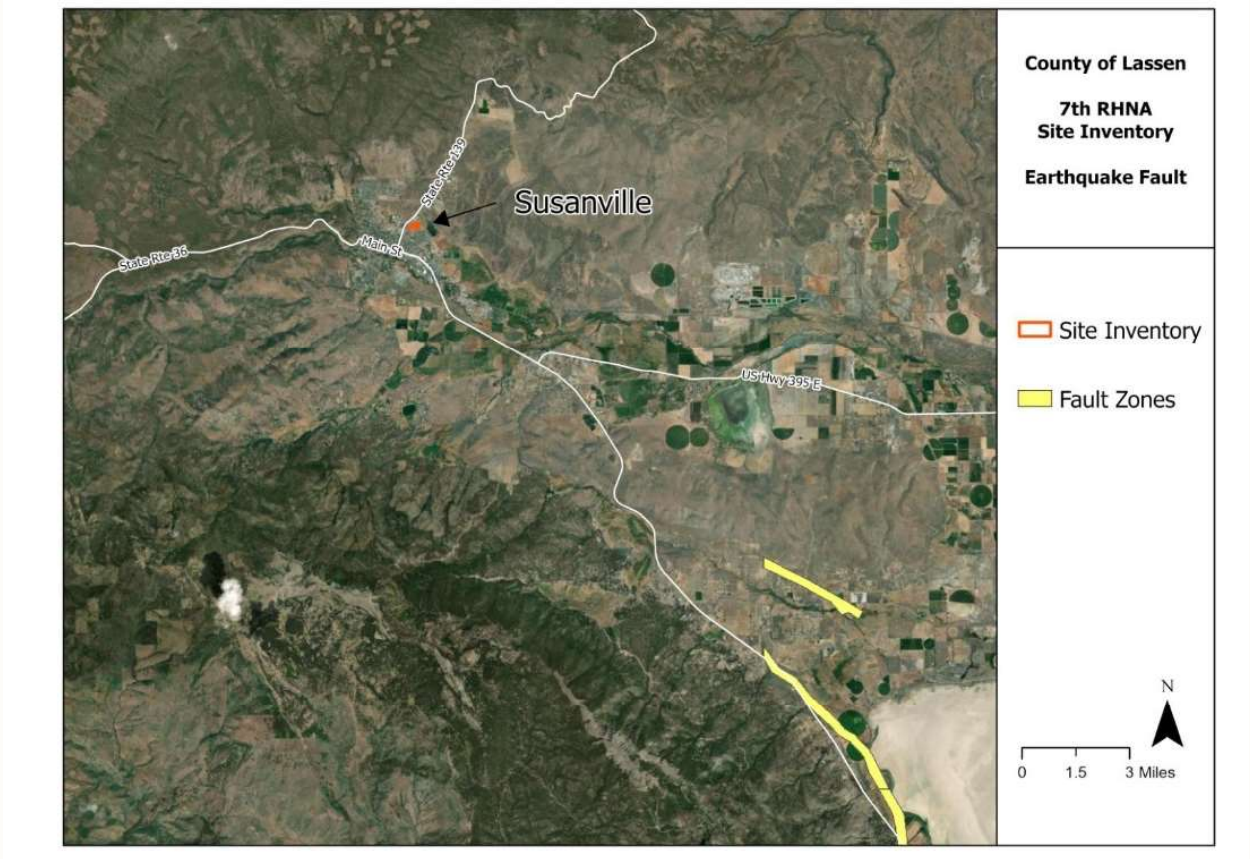 County of Lassen
7th RHNA
Site Inventory
Earthquake Fault
State Rte 139
Susanville
Main St
State Rte 36
US Hwy 395 E
Site Inventory
Fault Zones
N
0 1.5 3 Miles